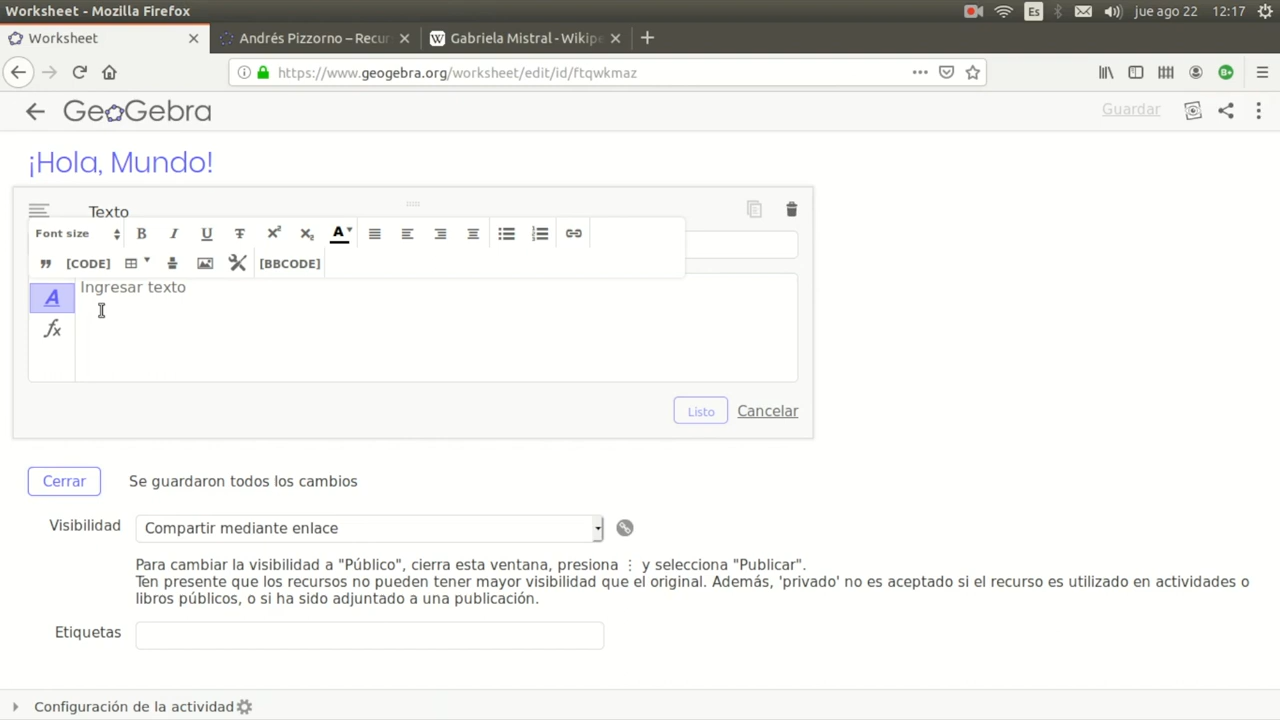 Worksheet - Mozilla Firefox
Es
jue ago 22
12:17
Worksheet
Andrés Pizzorno – Recur
Gabriela Mistral - Wikipe
https://www.geogebra.org/worksheet/edit/id/ftqwkmaz
GeoGebra
Guardar
¡Hola, Mundo!
Texto
Font size
[CODE]
[BBCODE]
Ingresar texto
Listo
Cancelar
Cerrar
Se guardaron todos los cambios
Visibilidad
Compartir mediante enlace
Para cambiar la visibilidad a "Público", cierra esta ventana, presiona ⋮ y selecciona "Publicar".
Ten presente que los recursos no pueden tener mayor visibilidad que el original. Además, 'privado' no es aceptado si el recurso es utilizado en actividades o
libros públicos, o si ha sido adjuntado a una publicación.
Etiquetas
Configuración de la actividad